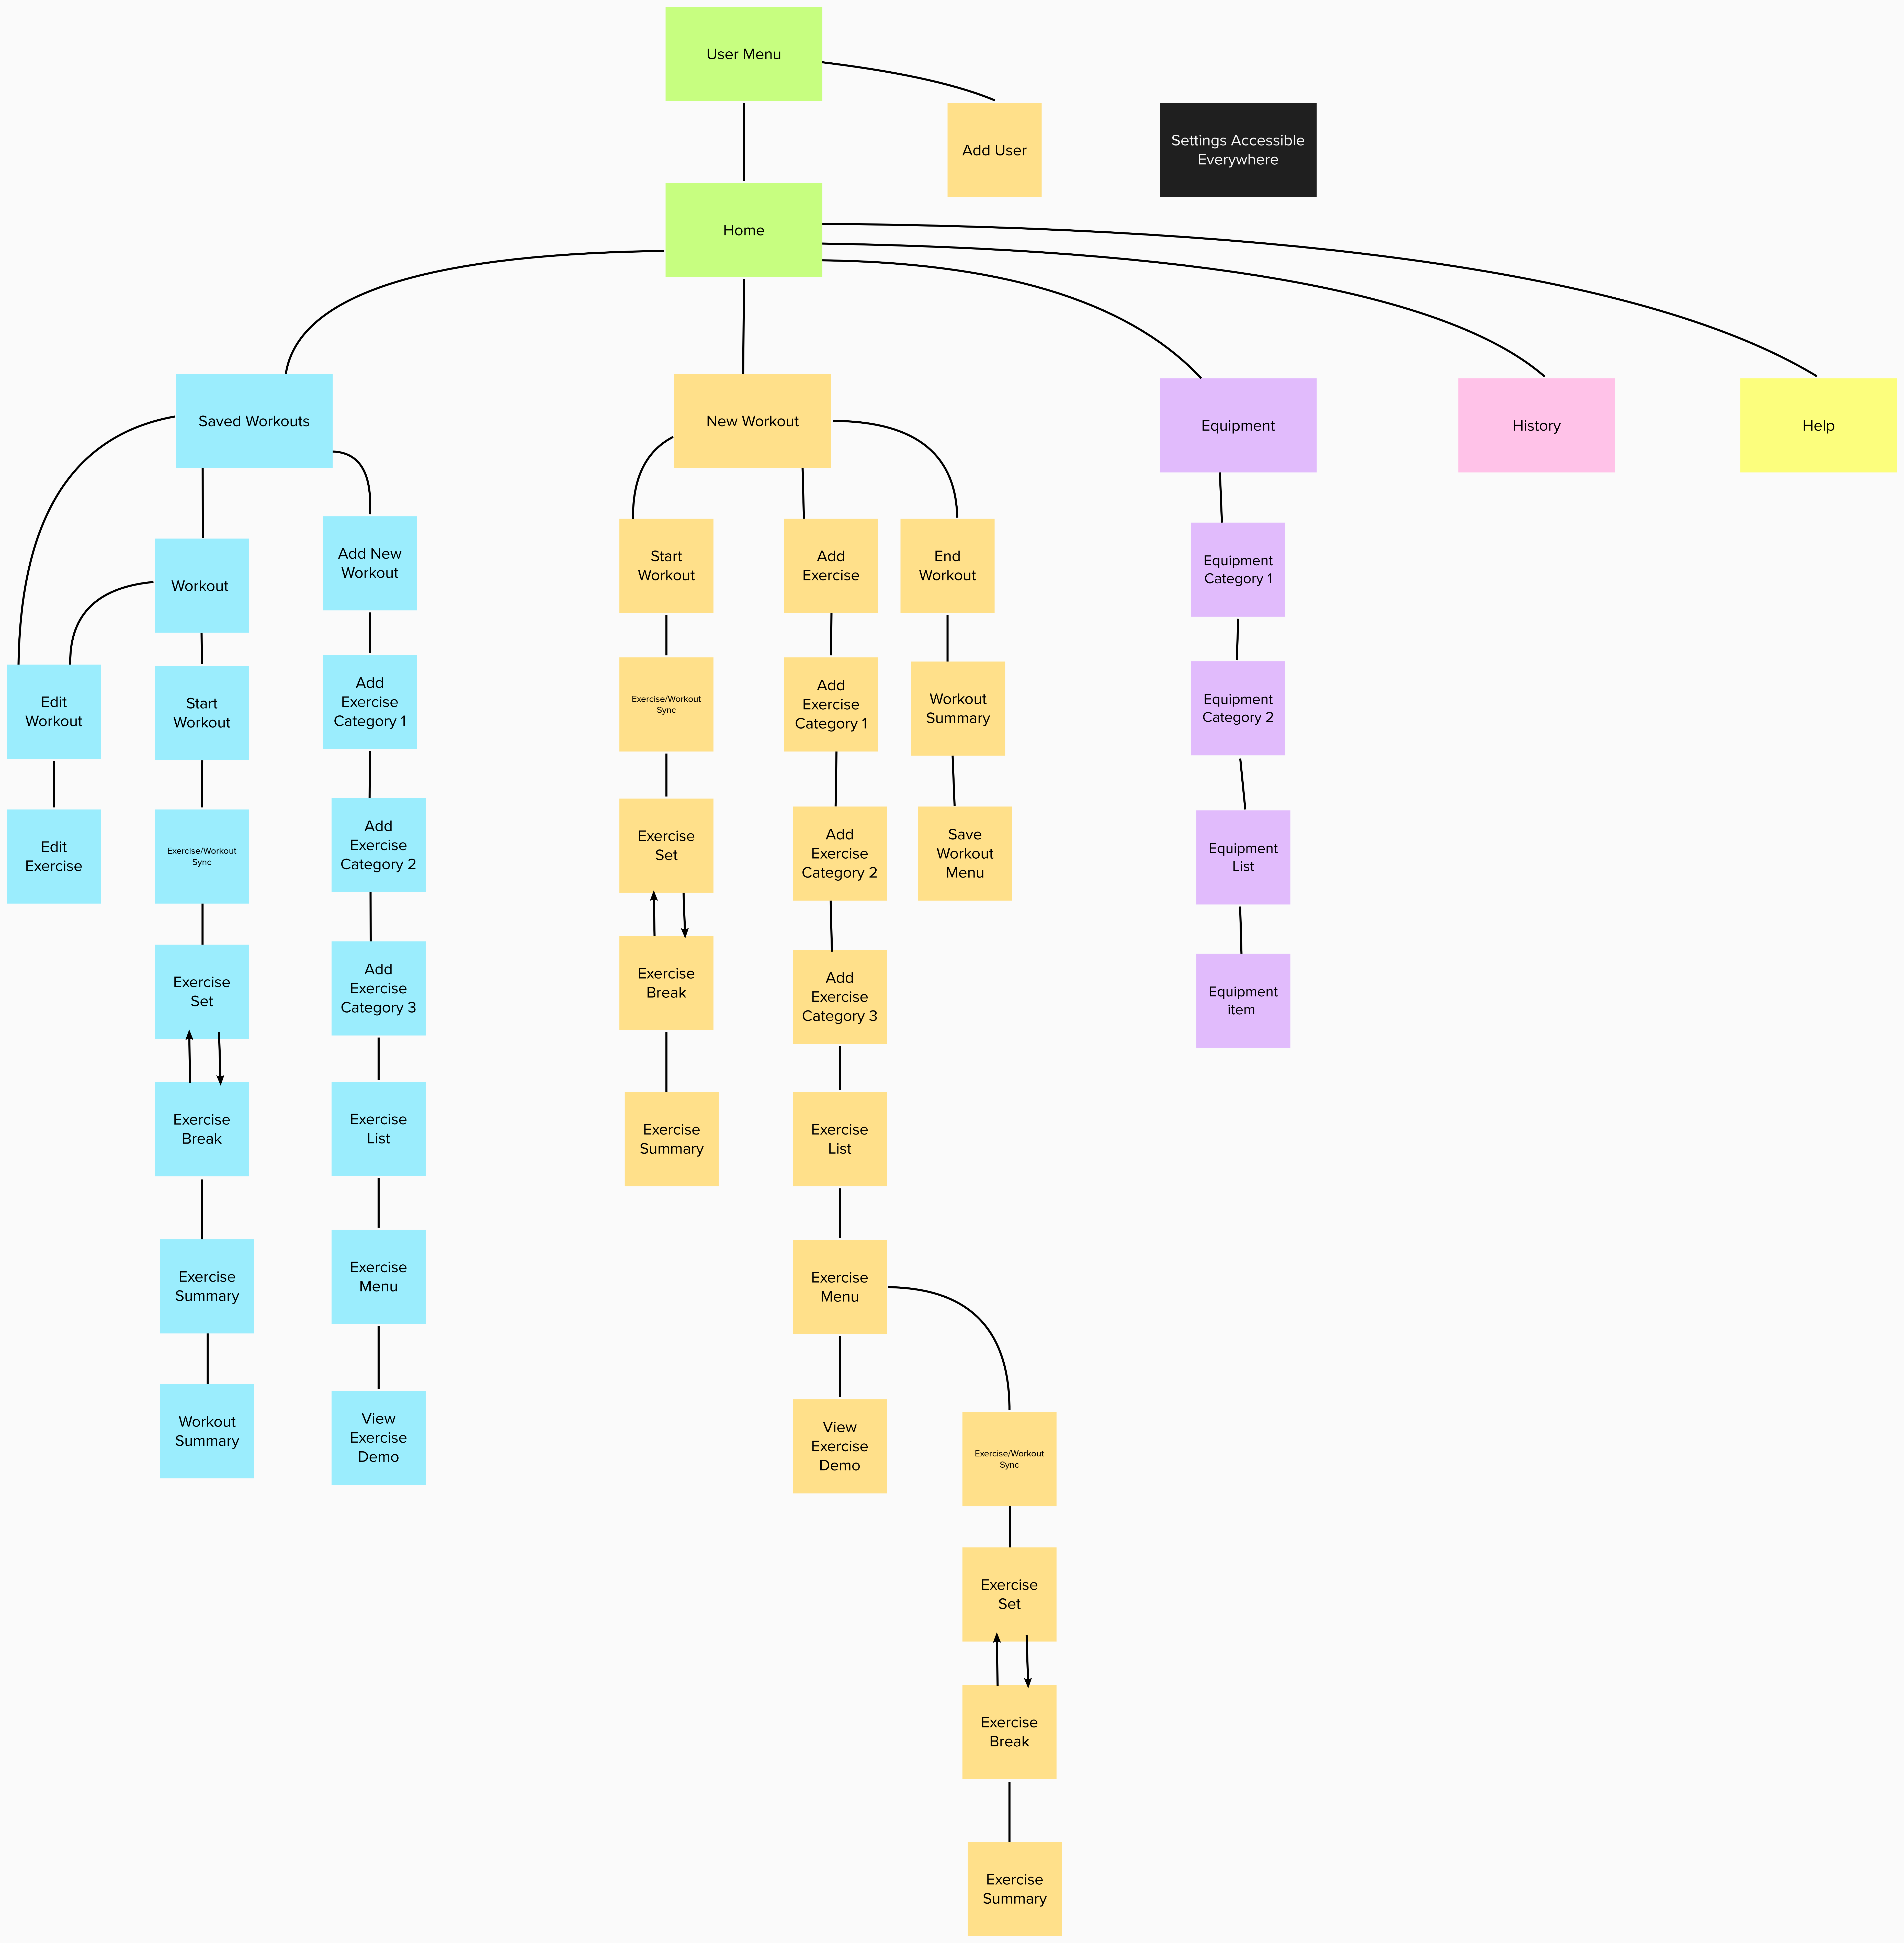 User Menu
Add User
Settings Accessible
Everywhere
Home
Saved Workouts
New Workout
Equipment
History
Help
Add New
Workout
Workout
Start
Workout
Add
Exercise
End
Workout
Equipment
Category 1
Edit
Workout
Start
Workout
Add
Exercise
Category 1
Exercise/Workout
Sync
Add
Exercise
Category 1
Workout
Summary
Equipment
Category 2
Edit
Exercise
Exercise/Workout
Sync
Add
Exercise
Category 2
Exercise
Set
Add
Exercise
Category 2
Save
Workout
Menu
Equipment
List
Exercise
Set
Add
Exercise
Category 3
Exercise
Break
Add
Exercise
Category 3
Equipment
item
Exercise
Break
Exercise
List
Exercise
Summary
Exercise
List
Exercise
Summary
Exercise
Menu
Exercise
Menu
Workout
Summary
View
Exercise
Demo
View
Exercise
Demo
Exercise/Workout
Sync
Exercise
Set
Exercise
Break
Exercise
Summary